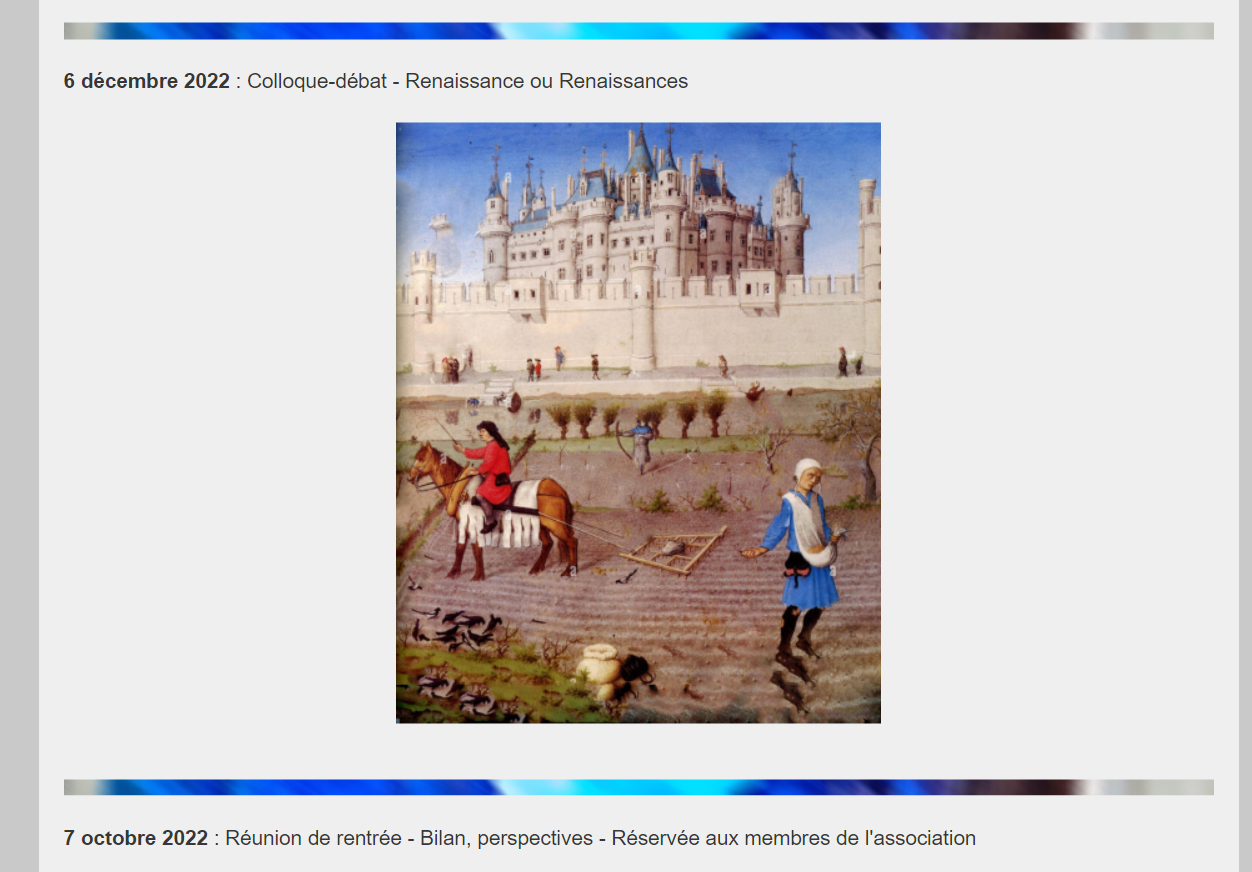 6 décembre 2022 : Colloque-débat - Renaissance ou Renaissances
7 octobre 2022 : Réunion de rentrée - Bilan, perspectives - Réservée aux membres de l'association